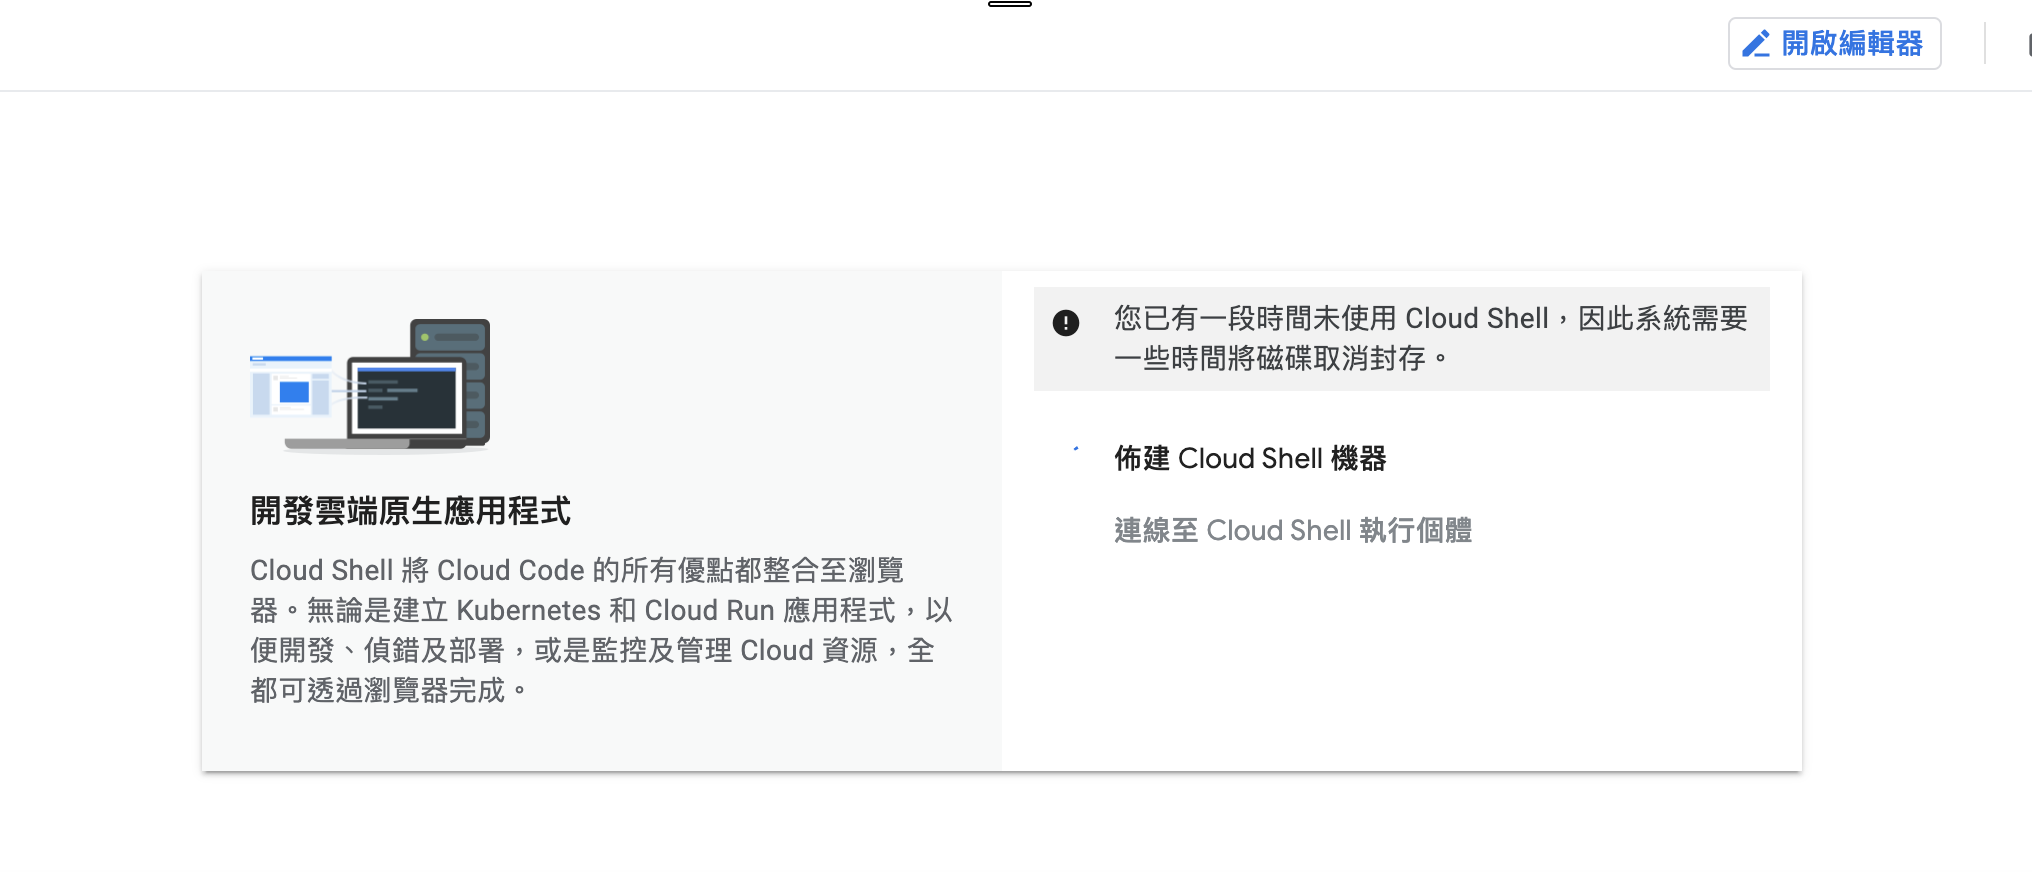 開啟編輯器
您已有一段時間未使用 Cloud Shell，因此系統需要
一些時間將磁碟取消封存。
佈建 Cloud Shell 機器
連線至 Cloud Shell 執行個體
開發雲端原生應用程式
Cloud Shell 將 Cloud Code 的所有優點都整合至瀏覽
器。無論是建立 Kubernetes 和 Cloud Run 應用程式，以
便開發、偵錯及部署，或是監控及管理 Cloud 資源，全
都可透過瀏覽器完成。